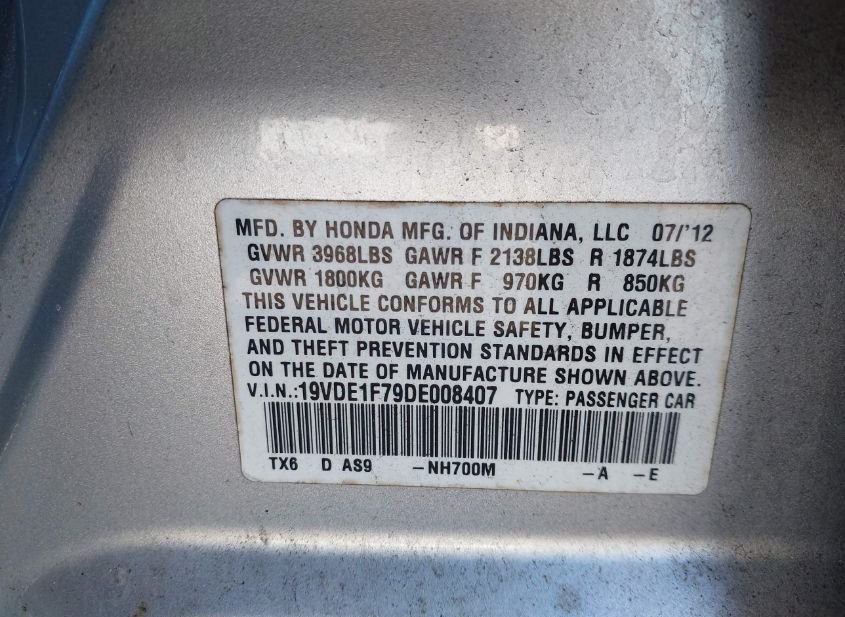 MFD. BY HONDA MFG. OF INDIANA, LLC 07/'12
GVWR 3968LBS GAWR F 2138LBS R 1874LBS
GVWR 1800KG GAWR F 970KG R 850KG
THIS VEHICLE CONFORMS TO ALL APPLICABLE
FEDERAL MOTOR VEHICLE SAFETY, BUMPER,
AND THEFT PREVENTION STANDARDS IN EFFECT
ON THE DATE OF MANUFACTURE SHOWN ABOVE.
V.I.N.:19VDE1F79DE008407 TYPE: PASSENGER CAR
TX6 D AS9 -NH700M -A -E